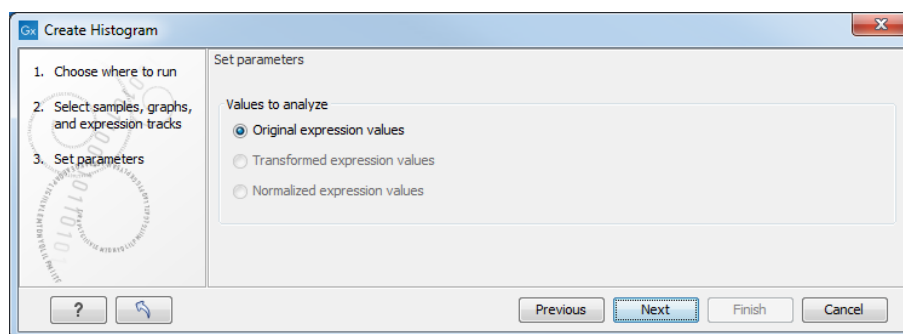 Gx Create Histogram
1. Choose where to run
2. Select samples, graphs,
and expression tracks
3. Set parameters
Set parameters
Values to analyze
Original expression values
Transformed expression values
Normalized expression values
? Previous Next Finish Cancel